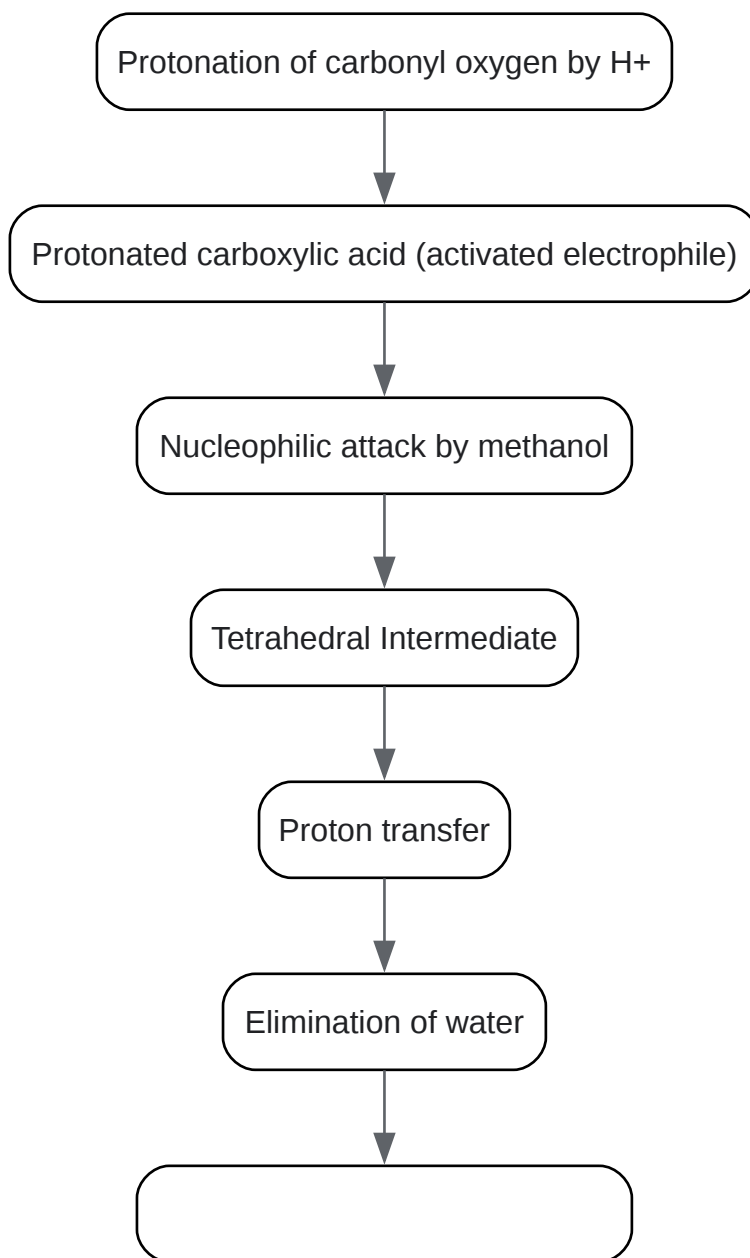 Protonation of carbonyl oxygen by H+
Protonated carboxylic acid (activated electrophile)
Nucleophilic attack by methanol
Tetrahedral Intermediate
Proton transfer
Elimination of water